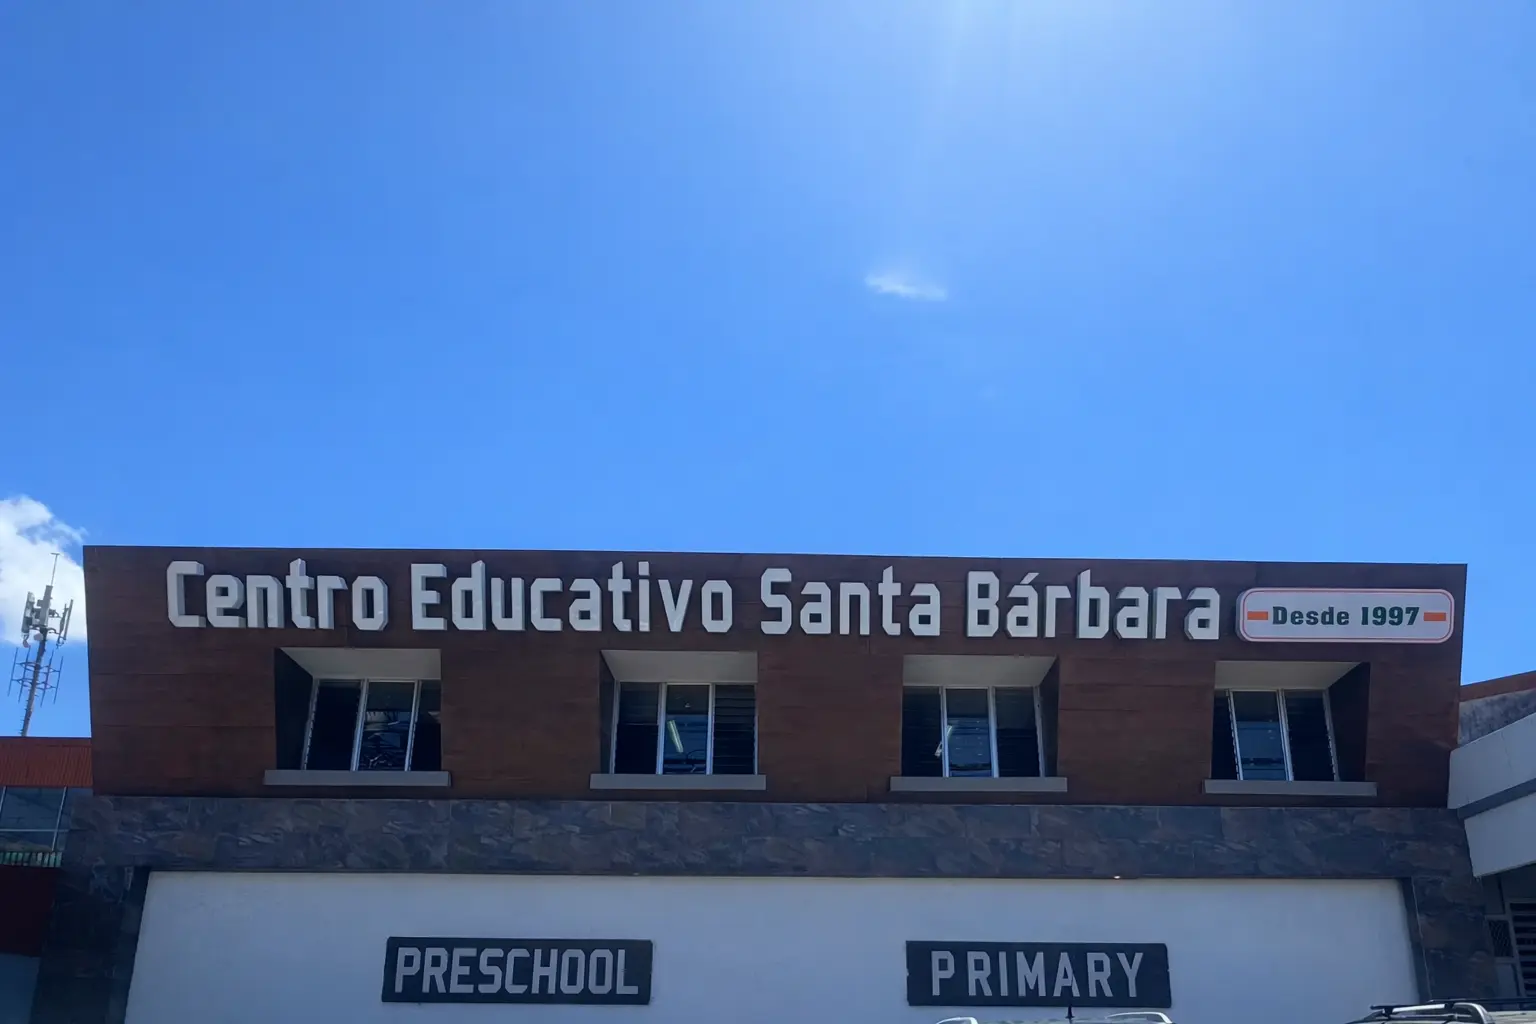 Centro Educativo Santa Bárbara
Desde 1997
PRESCHOOL
PRIMARY